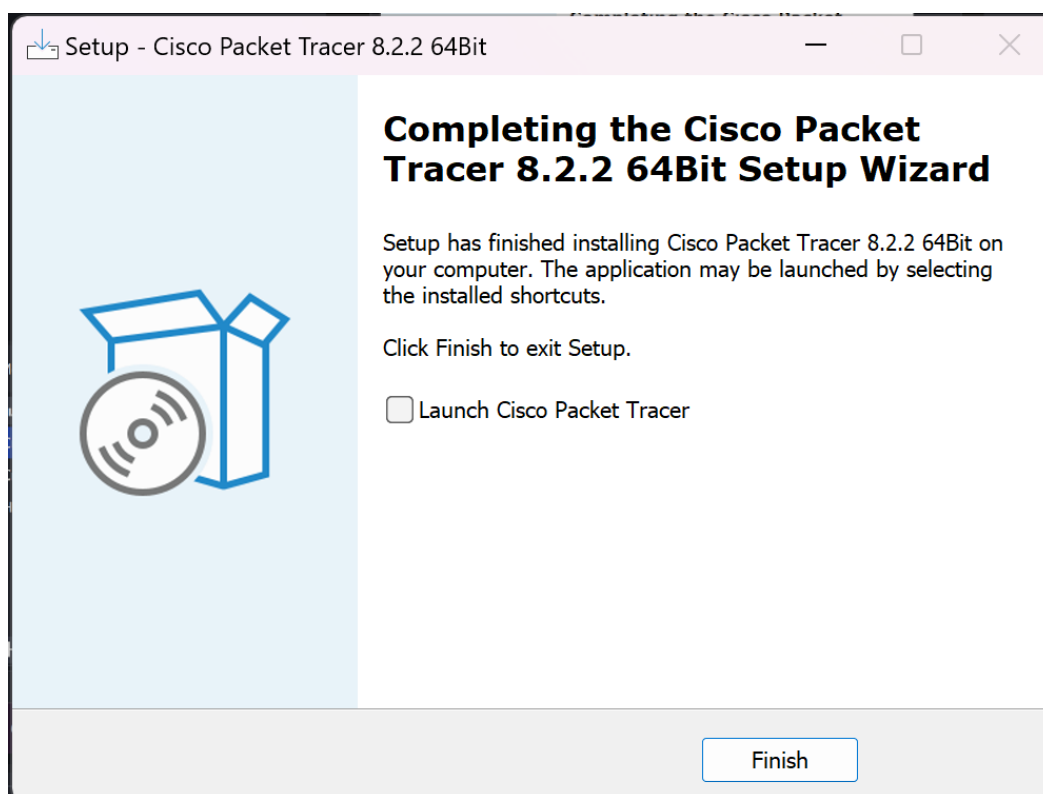 Setup - Cisco Packet Tracer 8.2.2 64Bit
Completing the Cisco Packet
Tracer 8.2.2 64Bit Setup Wizard
Setup has finished installing Cisco Packet Tracer 8.2.2 64Bit on
your computer. The application may be launched by selecting
the installed shortcuts.
Click Finish to exit Setup.
Launch Cisco Packet Tracer
Finish